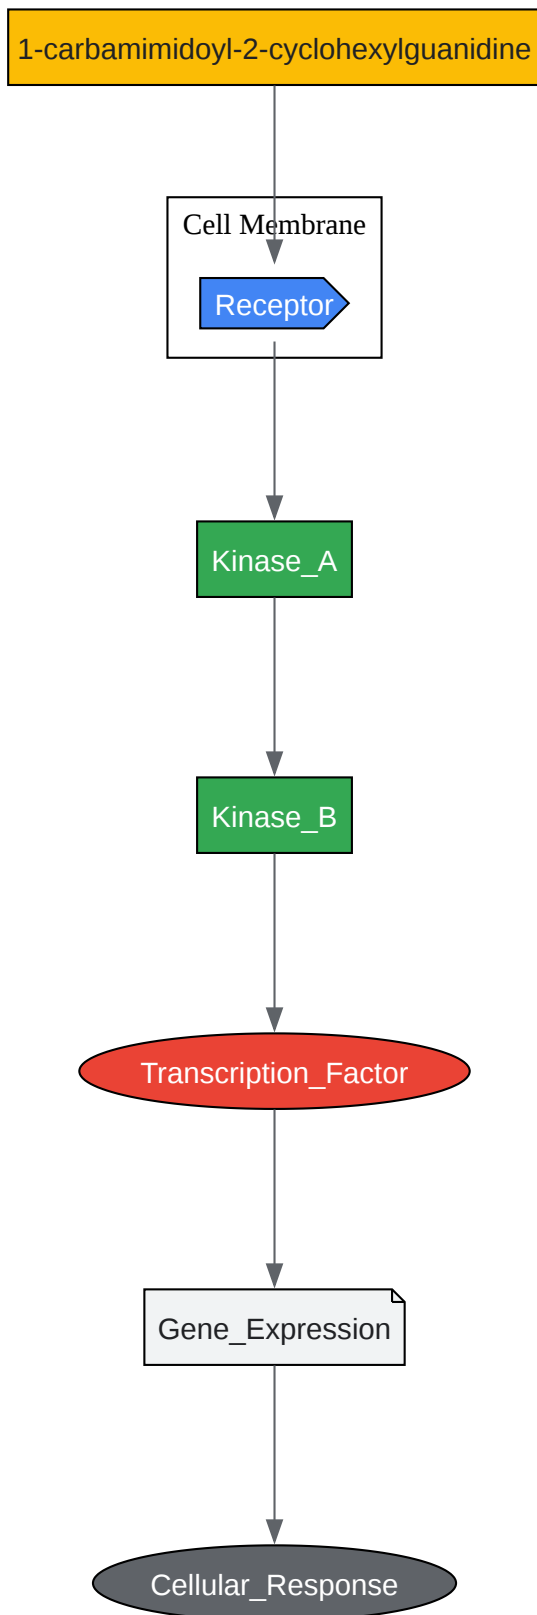 1-carbamimidoyl-2-cyclohexylguanidine
Cell Membrane
Receptor
Kinase_A
Kinase_B
Transcription_Factor
Gene_Expression
Cellular_Response